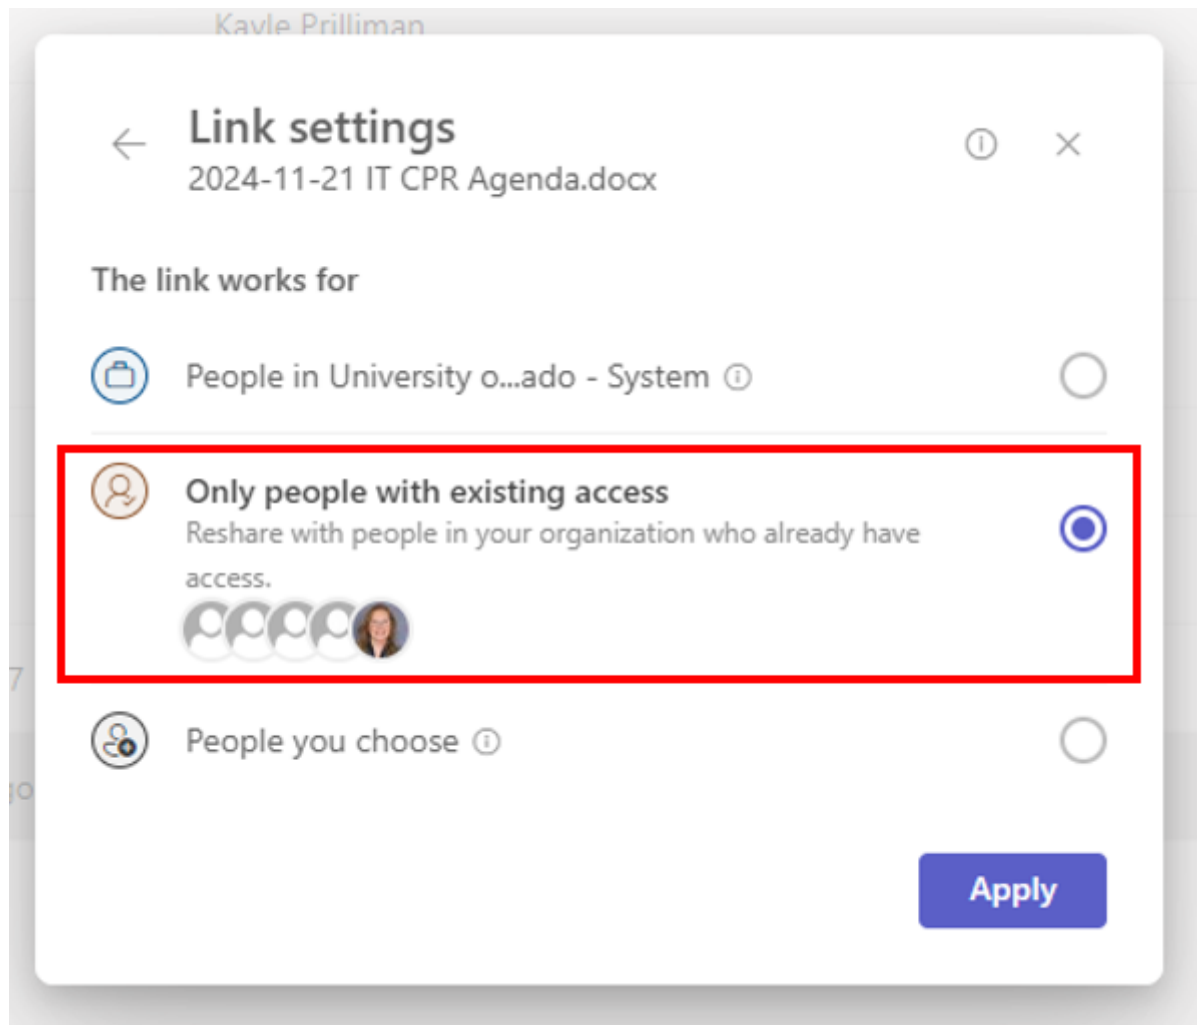 Kayle Prilliman
Link settings
2024-11-21 IT CPR Agenda.docx
The link works for
People in University o...ado - System
Only people with existing access
Reshare with people in your organization who already have
access.
7
People you choose
go
Apply